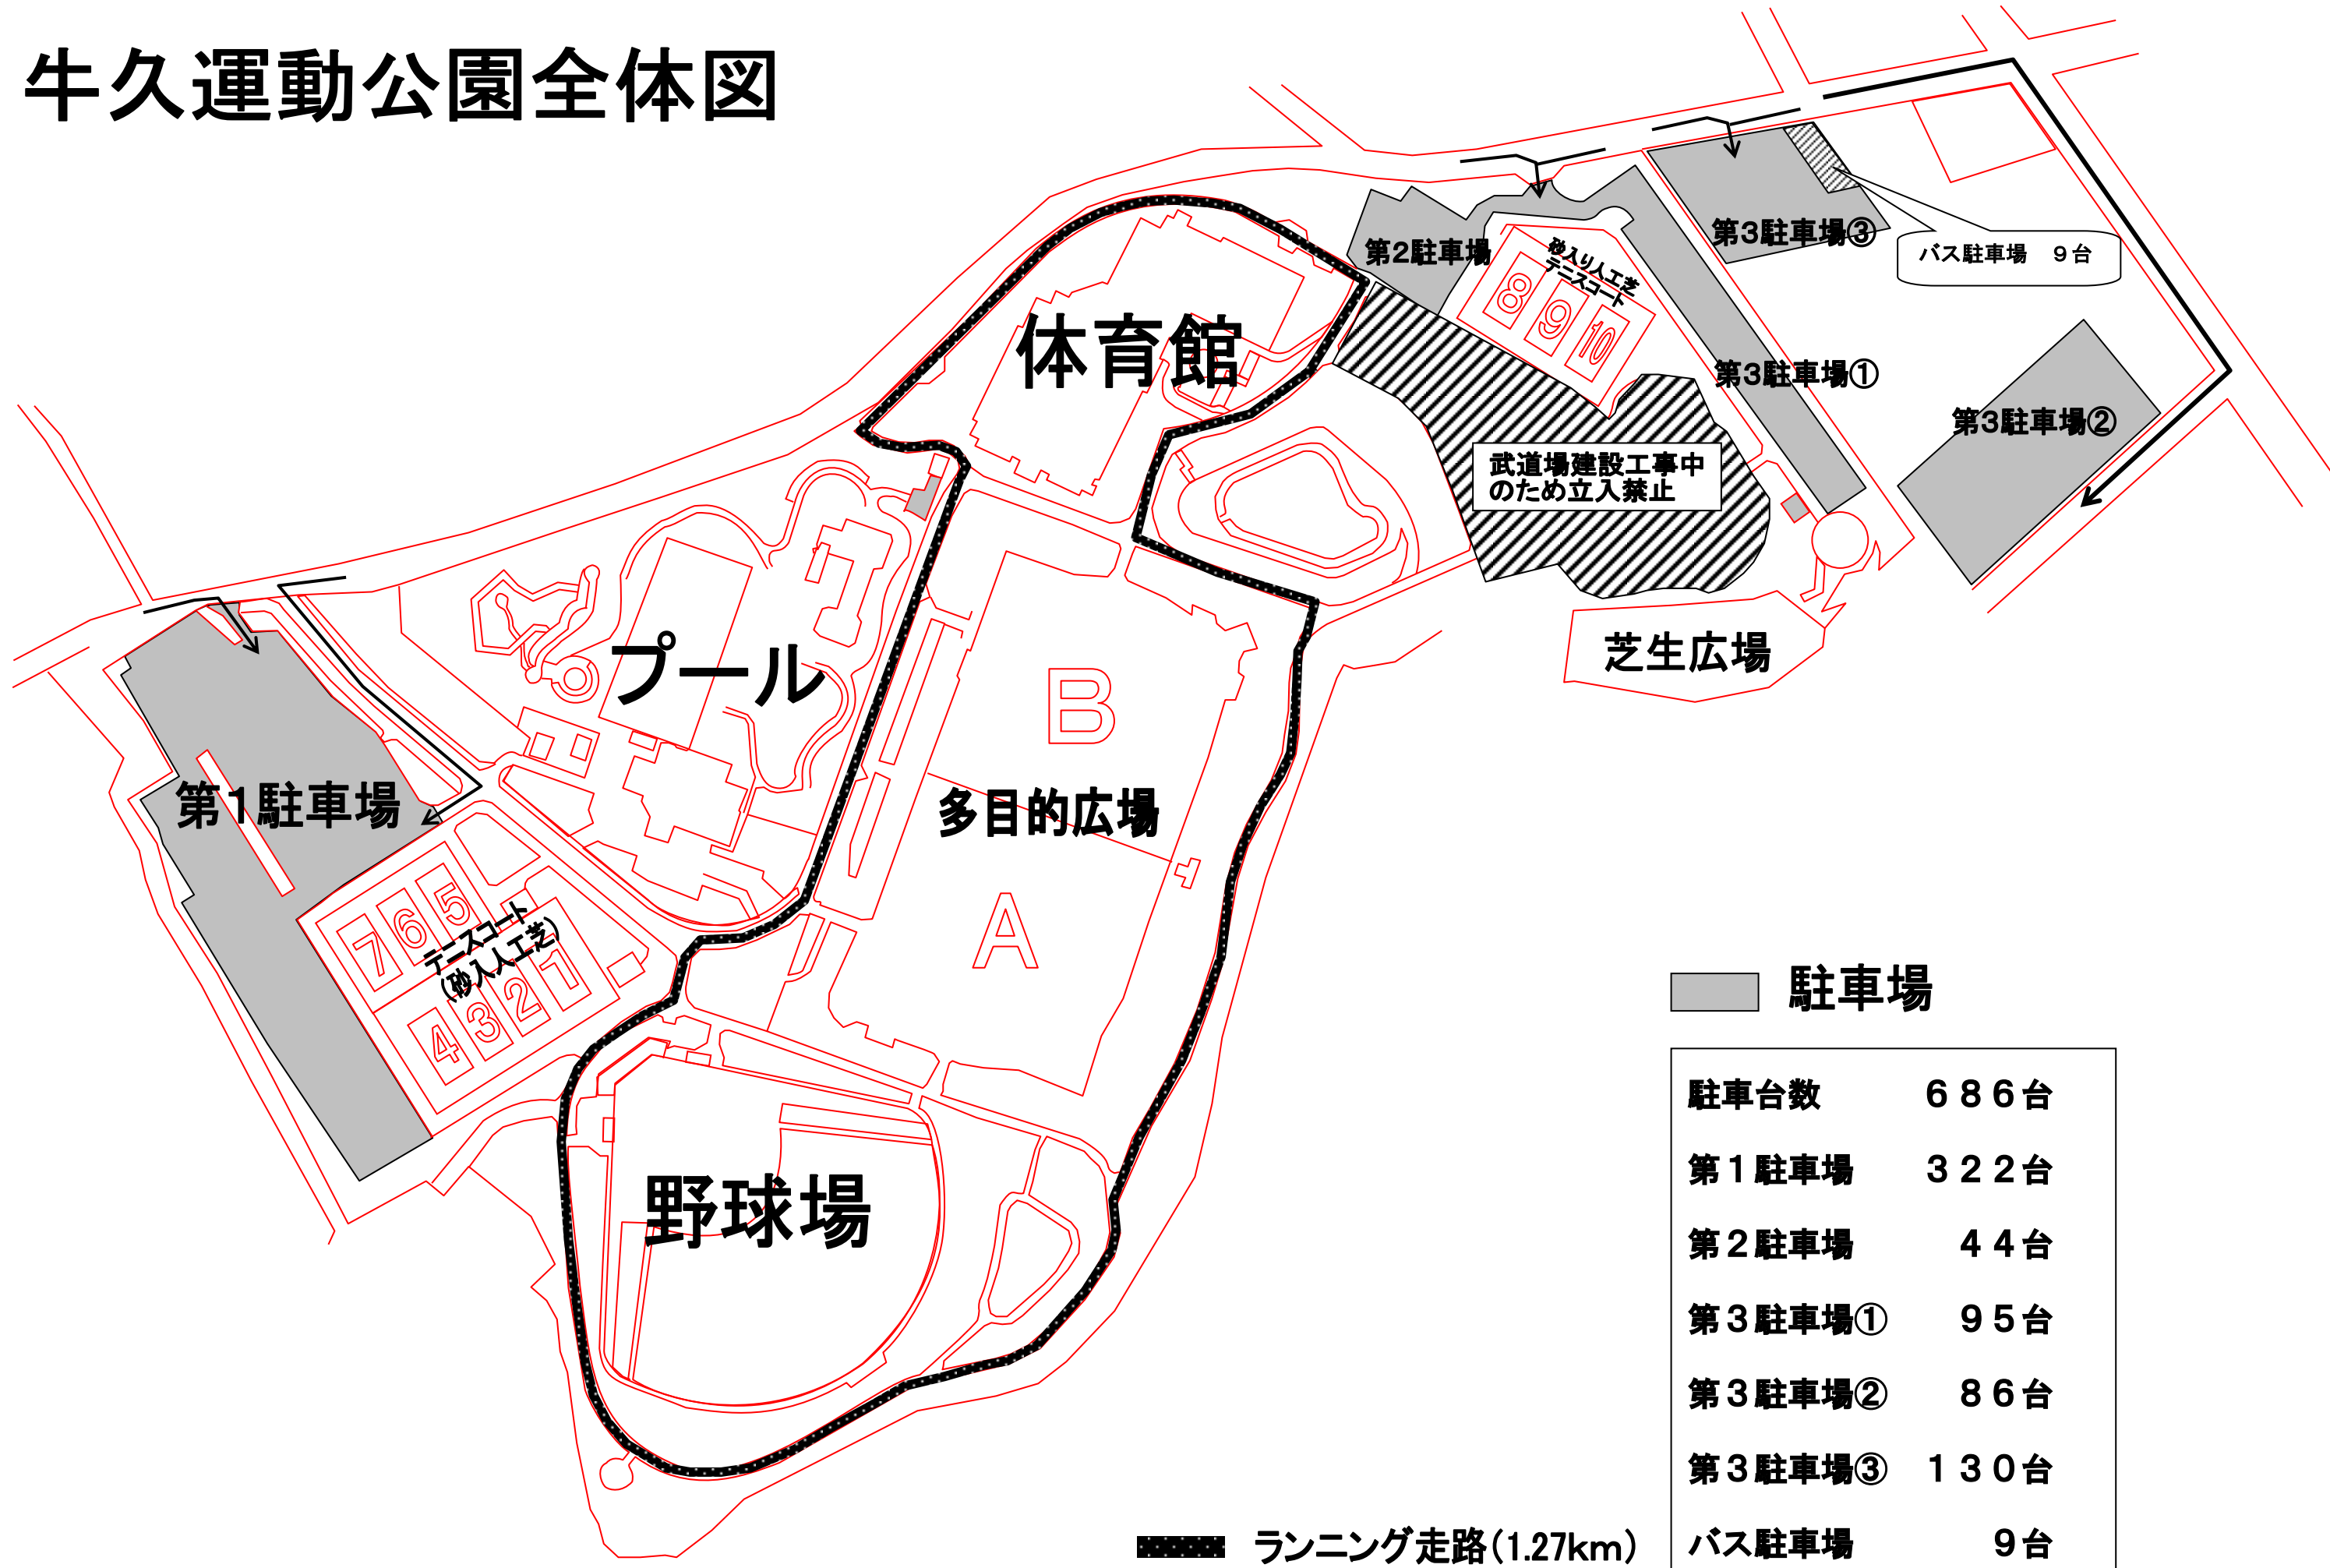 牛久運動公園全体図
第2駐車場
砂入り人工芝
テニスコート
8
9
10
第3駐車場③
バス駐車場　９台
体育館
第3駐車場①
第3駐車場②
武道場建設工事中
のため立入禁止
プール
芝生広場
B
多目的広場
A
第1駐車場
7
6
5
テニスコート
（砂入人工芝）
4
3
2
1
野球場
駐車場
駐車台数　６８６台
第１駐車場　３２２台
第２駐車場　４４台
第３駐車場①　９５台
第３駐車場②　８６台
第３駐車場③　１３０台
バス駐車場　９台
ランニング走路(1.27km)